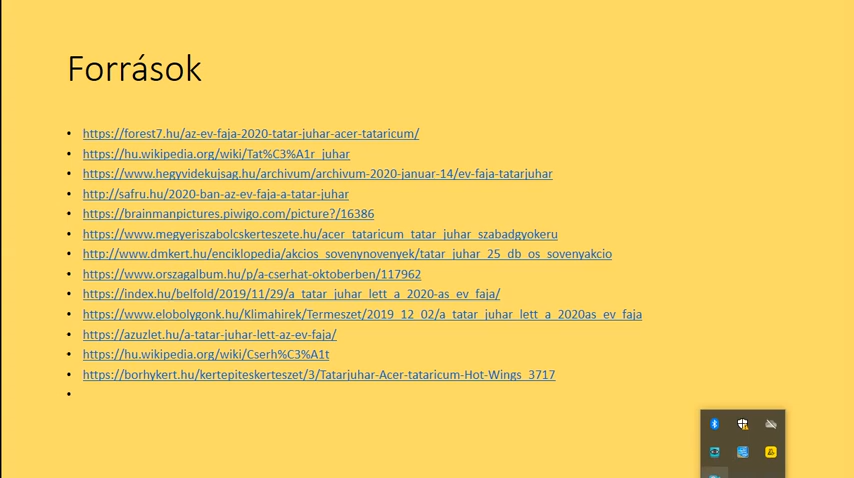 Források
https://forest7.hu/az-ev-faja-2020-tatar-juhar-acer-tataricum/
https://hu.wikipedia.org/wiki/Tat%C3%A1r_juhar
https://www.hegyvidekujsag.hu/archivum/archivum-2020-januar-14/ev-faja-tatarjuhar
http://safru.hu/2020-ban-az-ev-faja-a-tatar-juhar
https://brainmanpictures.piwigo.com/picture?/16386
https://www.megyeriszabolcskerteszete.hu/acer_tataricum_tatar_juhar_szabadgyokeru
http://www.dmkert.hu/enciklopedia/akcios_sovenynovenyek/tatar_juhar_25_db_os_sovenyakcio
https://www.orszagalbum.hu/p/a-cserhat-oktoberben/117962
https://index.hu/belfold/2019/11/29/a_tatar_juhar_lett_a_2020-as_ev_faja/
https://www.elobolygonk.hu/Klimahirek/Termeszet/2019_12_02/a_tatar_juhar_lett_a_2020as_ev_faja
https://azuzlet.hu/a-tatar-juhar-lett-az-ev-faja/
https://hu.wikipedia.org/wiki/Cserh%C3%A1t
https://borhykert.hu/kertepiteskerteszet/3/Tatarjuhar-Acer-tataricum-Hot-Wings_3717